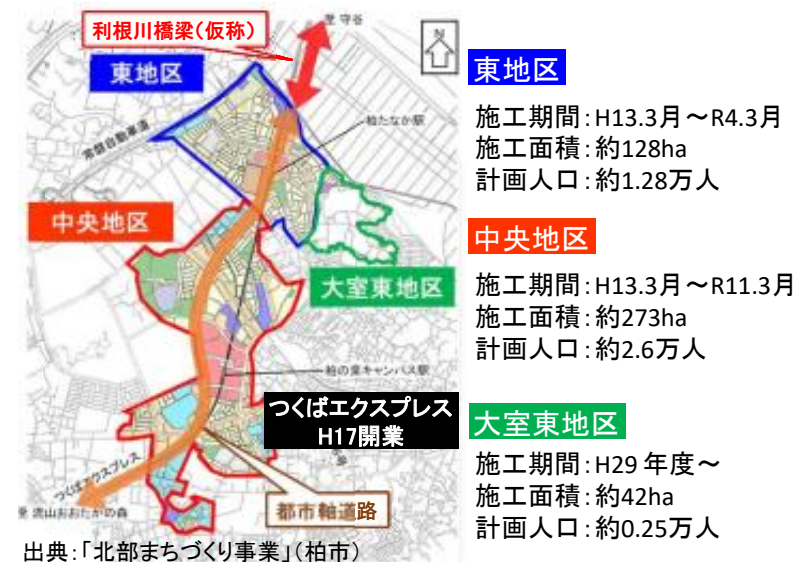 利根川橋梁(仮称)
至 守谷
N
東地区
柏たなか駅
常磐自動車道
中央地区
大室東地区
柏の葉キャンパス駅
つくばエクスプレス
H17開業
つくばエクスプレス
都市軸道路
至 流山おおたかの森
出典:「北部まちづくり事業」(柏市)
東地区
施工期間:H13.3月～R4.3月
施工面積:約128ha
計画人口:約1.28万人
中央地区
施工期間:H13.3月～R11.3月
施工面積:約273ha
計画人口:約2.6万人
大室東地区
施工期間:H29 年度～
施工面積:約42ha
計画人口:約0.25万人